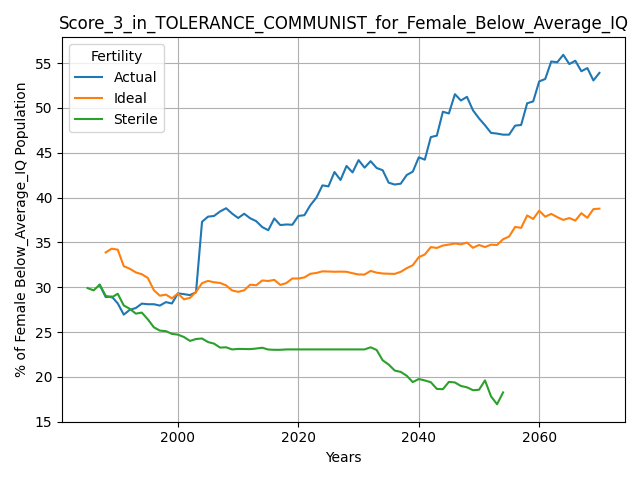 Score_3_in_TOLERANCE_COMMUNIST_for_Female_Below_Average_IQ
Fertility
Actual
Ideal
Sterile
% of Female Below_Average_IQ Population
55
50
45
40
35
30
25
20
15
2000
2020
2040
2060
Years